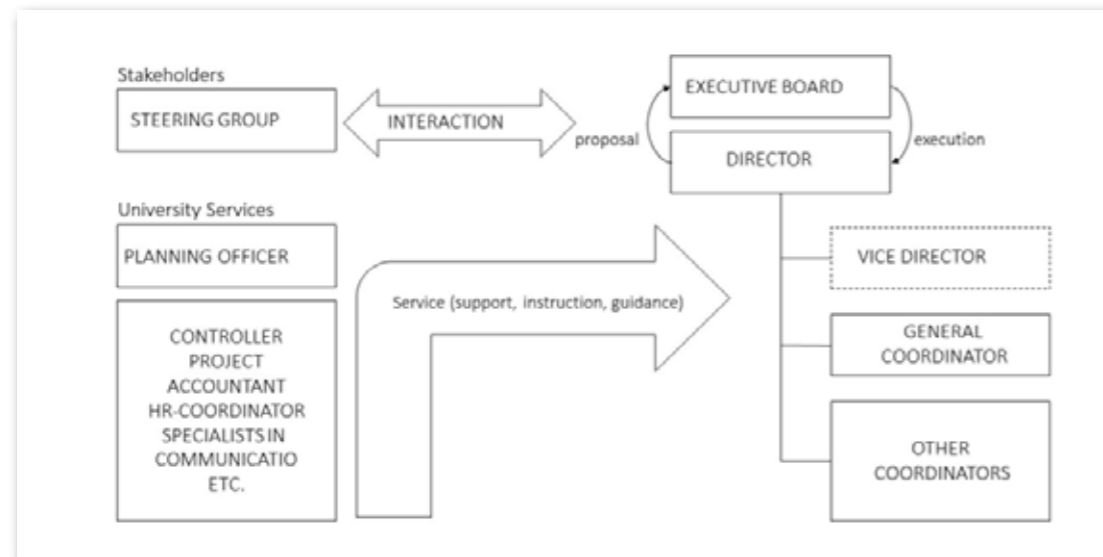 Stakeholders
STEERING GROUP
INTERACTION
EXECUTIVE BOARD
proposal
execution
DIRECTOR
University Services
PLANNING OFFICER
CONTROLLER
PROJECT
ACCOUNTANT
HR-COORDINATOR
SPECIALISTS IN
COMMUNICATIO
ETC.
Service (support, instruction, guidance)
VICE DIRECTOR
GENERAL
COORDINATOR
OTHER
COORDINATORS